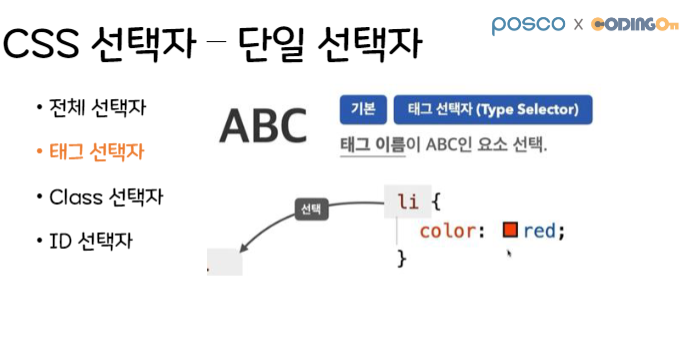 posco x CODINGOn
CSS 선택자 – 단일 선택자
• 전체 선택자
• 태그 선택자
• Class 선택자
• ID 선택자
ABC
기본
태그 선택자 (Type Selector)
태그 이름이 ABC인 요소 선택.
선택
li {
color: red;
}